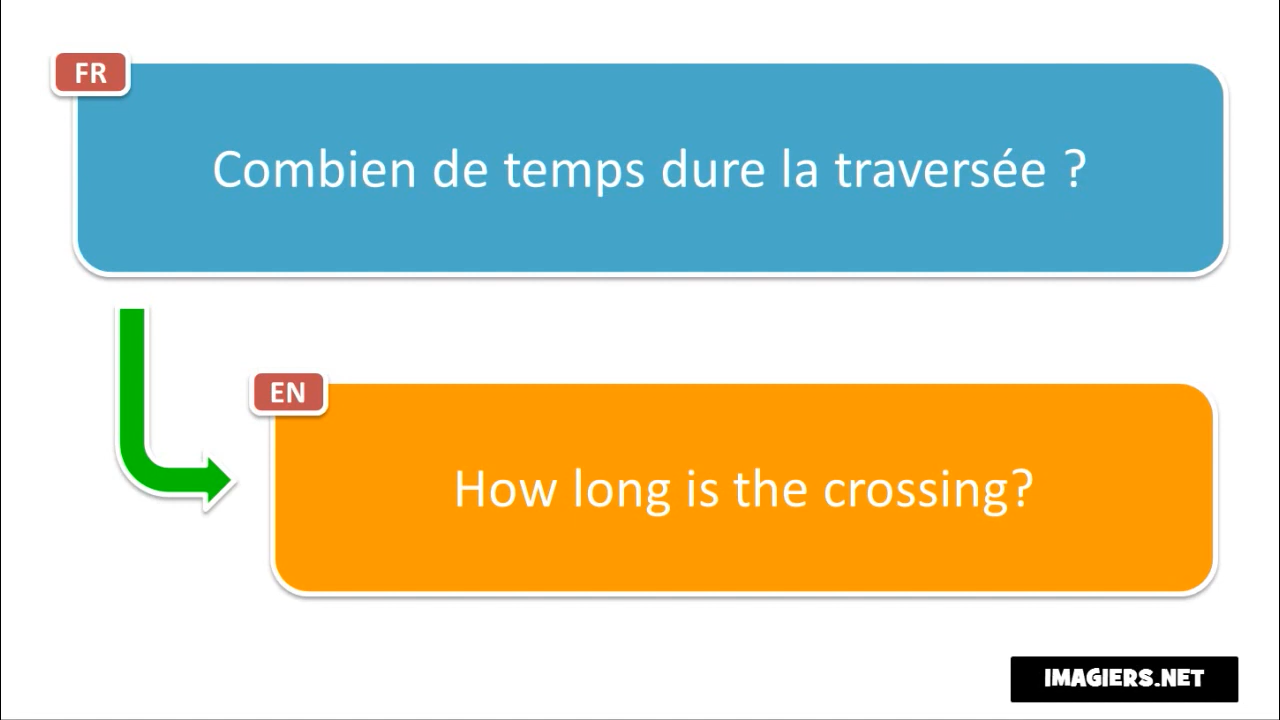 FR
Combien de temps dure la traversée ?
EN
How long is the crossing?
IMAGIERS.NET